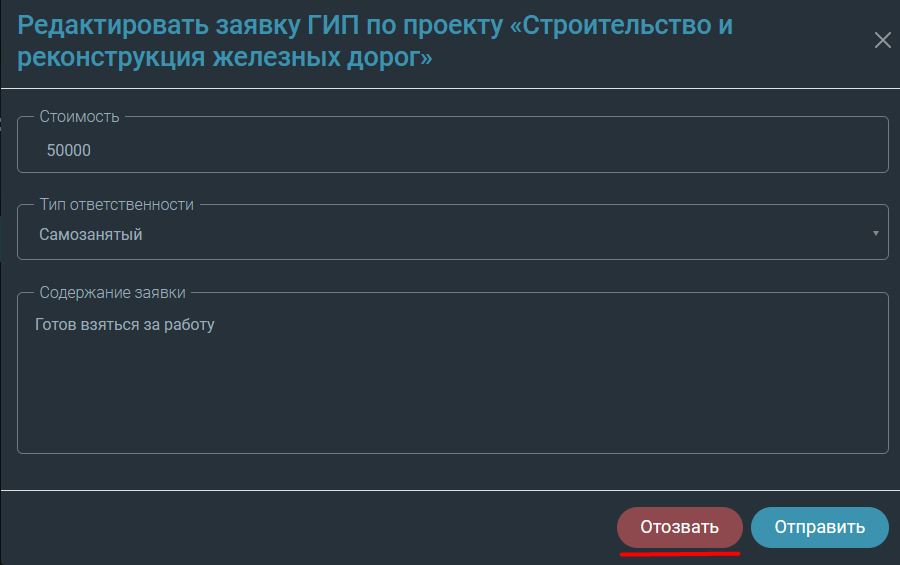 Редактировать заявку ГИП по проекту «Строительство и
реконструкция железных дорог»
Стоимость
50000
Тип ответственности
Самозанятый
Содержание заявки
Готов взяться за работу
Отозвать
Отправить